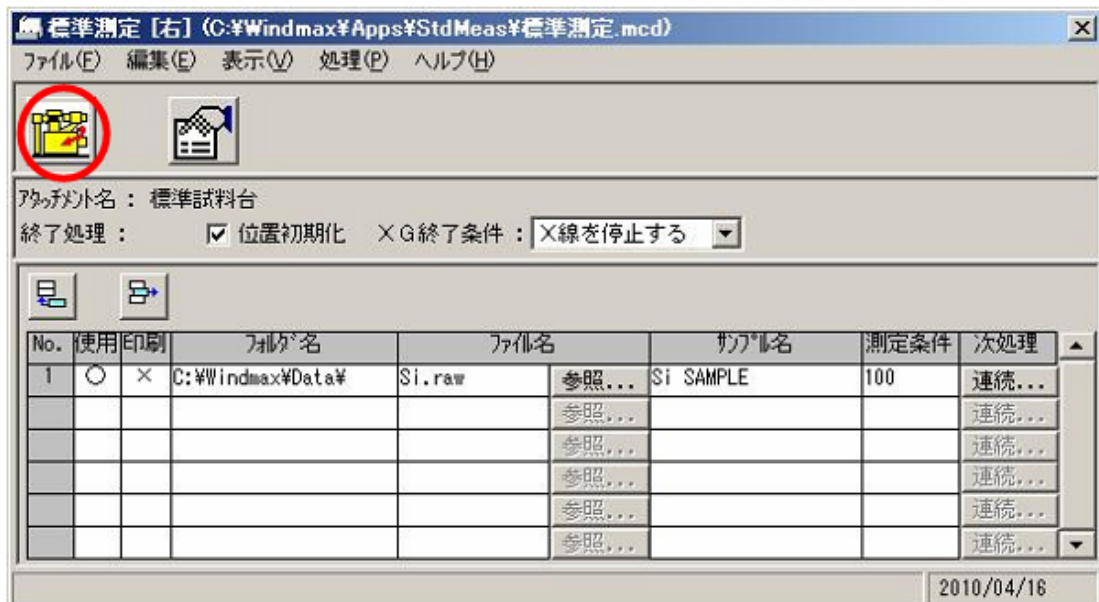 標準測定 [右] (C:¥Windmax¥Apps¥StdMeas¥標準測定.mcd)
ファイル(F) 編集(E) 表示(V) 処理(P) ヘルプ(H)
アタッチメント名 : 標準試料台
終了処理 : 位置初期化 XG終了条件 : X線を停止する
No. 使用 印刷 フォルダ名 ファイル名 サンプル名 測定条件 次処理
1 ○ × C:¥Windmax¥Data¥ Si.raw 参照... Si SAMPLE 100 連続...
参照... 連続...
参照... 連続...
参照... 連続...
参照... 連続...
参照... 連続...
2010/04/16